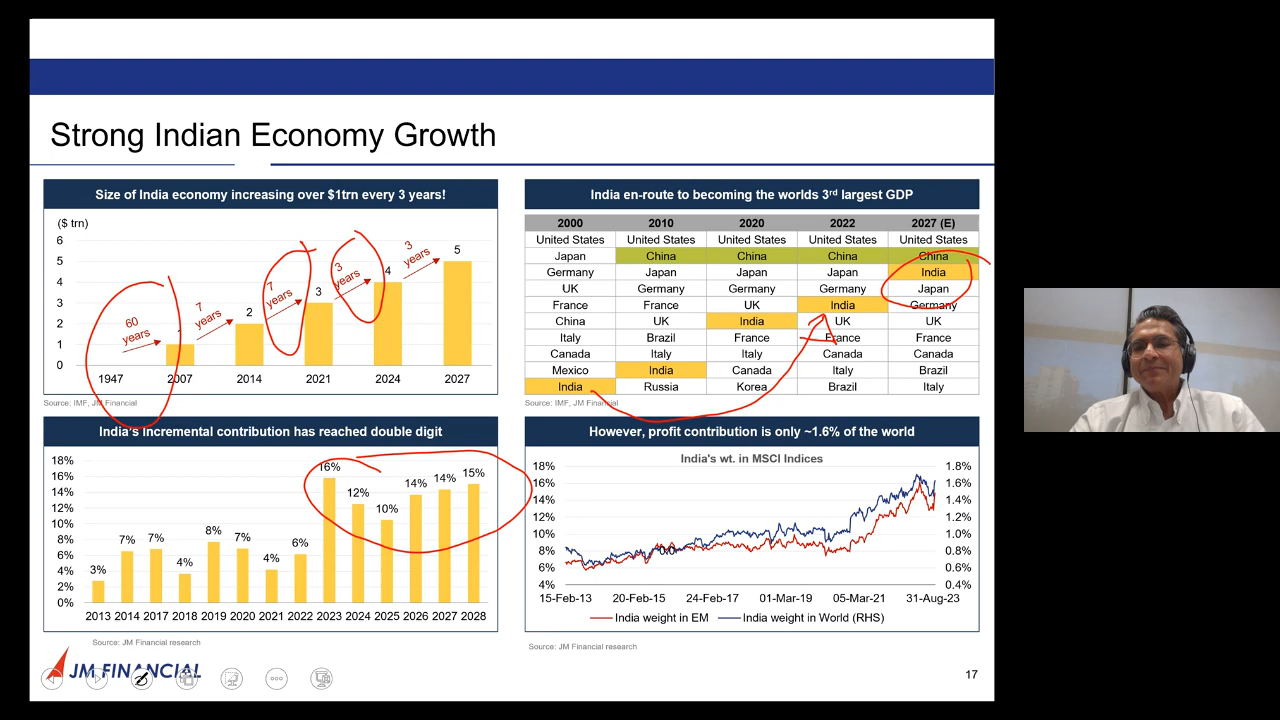 Strong Indian Economy Growth
Size of India economy increasing over $1trn every 3 years!
($ trn)
6
5
4
3
2
1
0
60 years
7 years
7 years
3 years
3 years
2
3
4
5
1947 2007 2014 2021 2024 2027
Source: IMF, JM Financial
India en-route to becoming the worlds 3rd largest GDP
2000 2010 2020 2022 2027 (E)
United States United States United States United States United States
Japan China China China China
Germany Japan Japan Japan India
UK Germany Germany Germany Japan
France France UK India Germany
China UK India UK UK
Italy Brazil France France France
Canada Italy Italy Canada Canada
Mexico India Canada Italy Brazil
India Russia Korea Brazil Italy
Source: IMF, JM Financial
India's incremental contribution has reached double digit
18%
16%
14%
12%
10%
8%
6%
4%
2%
0%
3% 7% 7% 4% 8% 7% 4% 6% 16% 12% 10% 14% 14% 15%
2013 2014 2017 2018 2019 2020 2021 2022 2023 2024 2025 2026 2027 2028
Source: JM Financial research
However, profit contribution is only ~1.6% of the world
India's wt. in MSCI Indices
18%
16%
14%
12%
10%
8%
6%
4%
1.8%
1.6%
1.4%
1.2%
1.0%
0.8%
0.6%
0.4%
0.0
15-Feb-13 20-Feb-15 24-Feb-17 01-Mar-19 05-Mar-21 31-Aug-23
India weight in EM India weight in World (RHS)
Source: JM Financial research
JM FINANCIAL
17